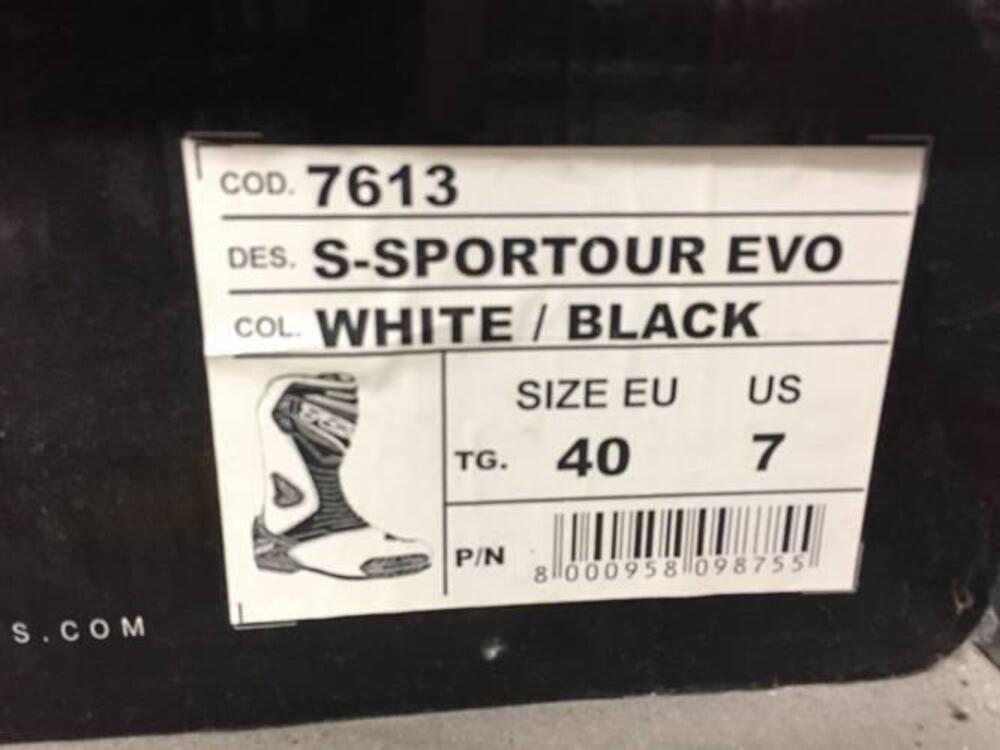 COD. 7613
DES. S-SPORTOUR EVO
COL. WHITE / BLACK
SIZE EU US
TG. 40 7
P/N
8 000958 098755
S.COM